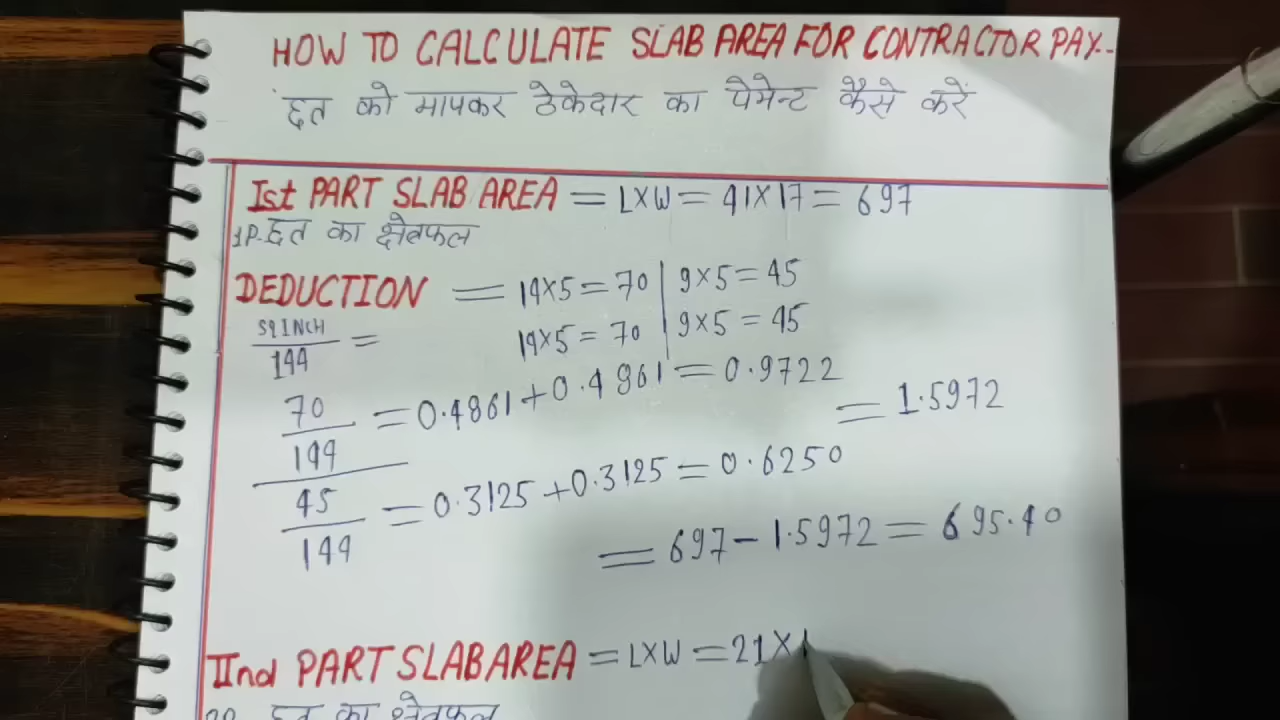 HOW TO CALCULATE SLAB AREA FOR CONTRACTOR PAY..
छत को मापकर ठेकेदार का पेमेन्ट कैसे करें
Ist PART SLAB AREA = L×W = 41×17 = 697
1P. छत का क्षेत्रफल
DEDUCTION = 14×5 = 70 | 9×5 = 45
SQINCH/144 = 14×5 = 70 | 9×5 = 45
70/144 = 0.4861+0.4861 = 0.9722
= 1.5972
45/144 = 0.3125+0.3125 = 0.6250
= 697 - 1.5972 = 695.40
IInd PART SLAB AREA = L×W = 21×
छत का क्षेत्रफल